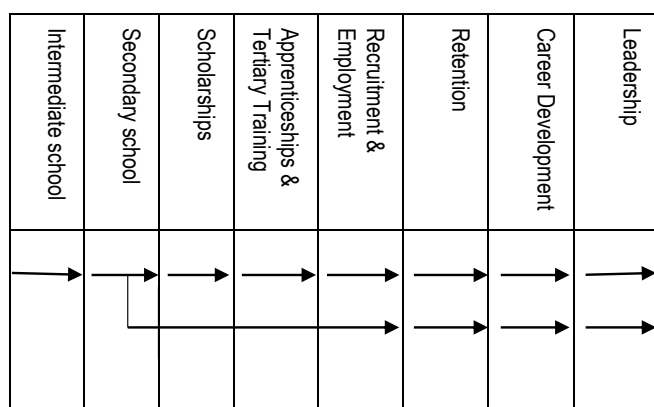 Intermediate school
Secondary school
Scholarships
Apprenticeships &
Tertiary Training
Recruitment &
Employment
Retention
Career Development
Leadership